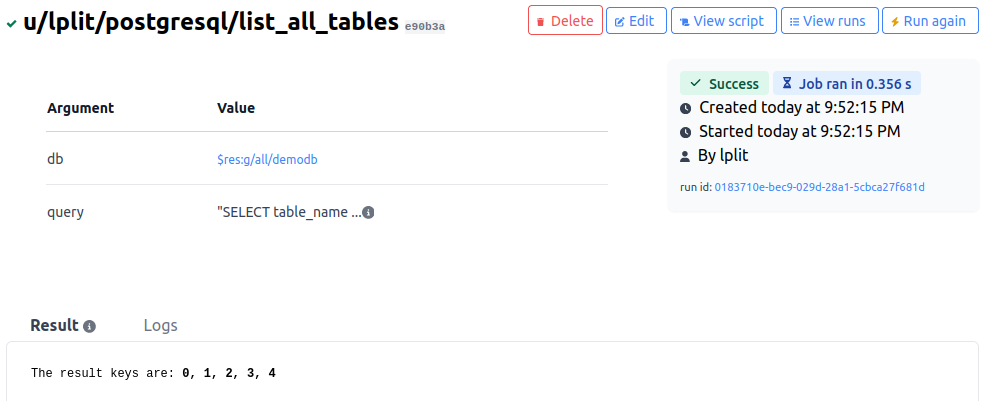 u/lplit/postgresql/list_all_tables e90b3a
Delete Edit View script View runs Run again
Argument Value
db $res:g/all/demodb
query "SELECT table_name ...
Success Job ran in 0.356 s
Created today at 9:52:15 PM
Started today at 9:52:15 PM
By lplit
run id: 0183710e-bec9-029d-28a1-5cbca27f681d
Result Logs
The result keys are: 0, 1, 2, 3, 4